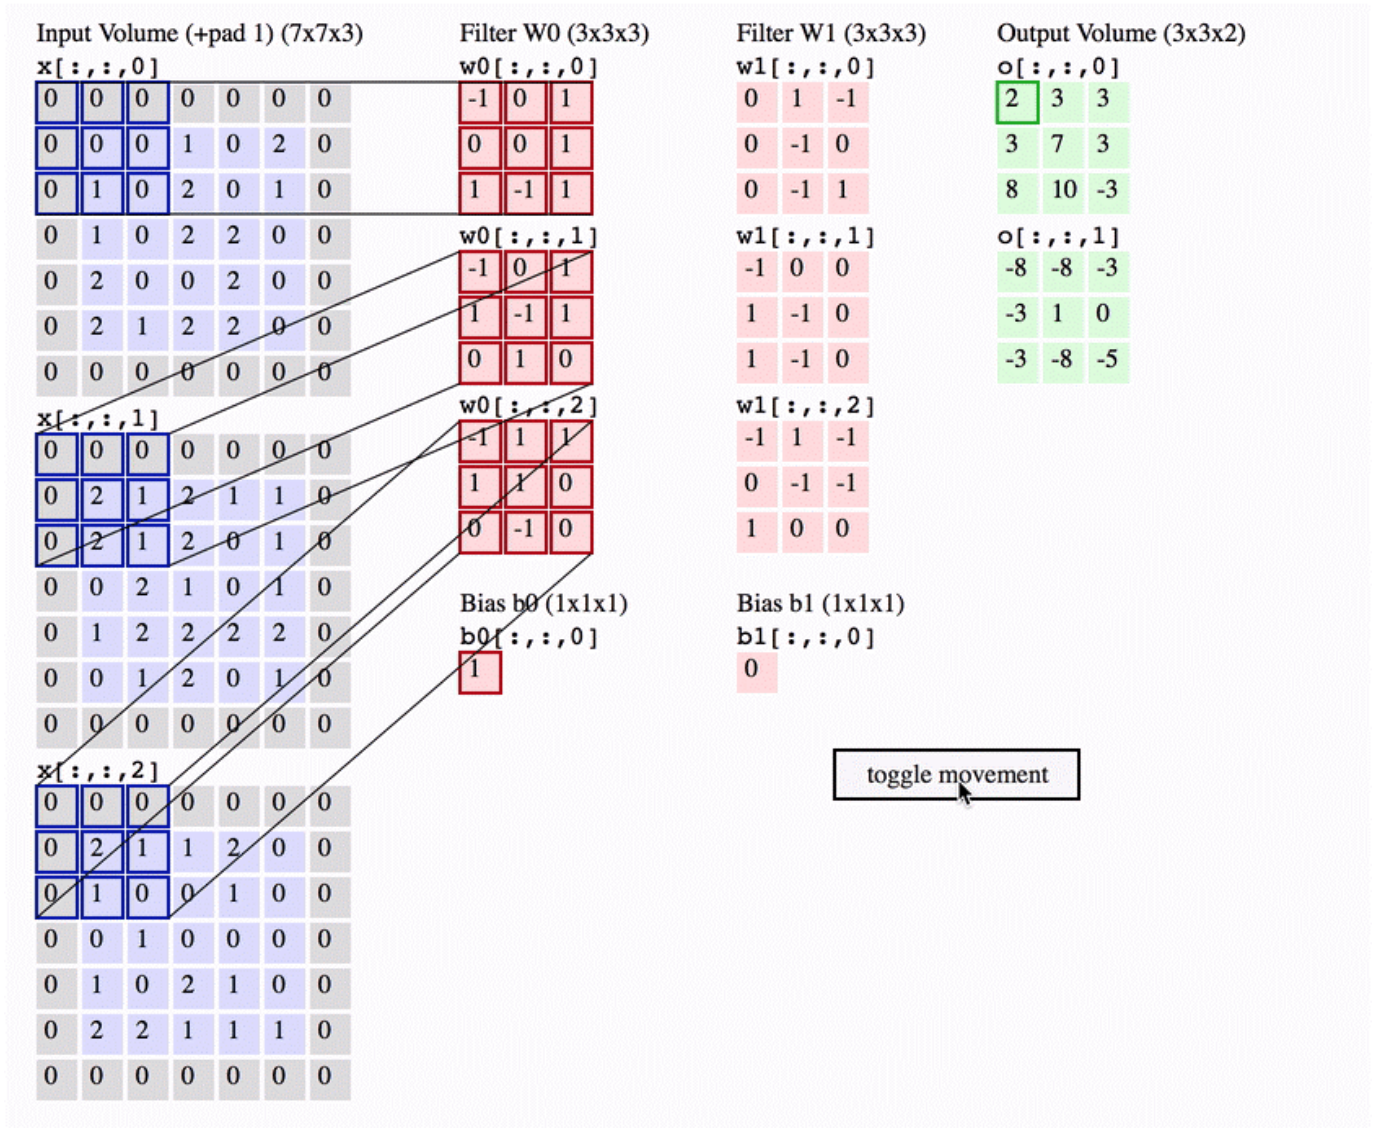 Input Volume (+pad 1) (7x7x3)
x[:,:,0]
0 0 0 0 0 0 0
0 0 0 1 0 2 0
0 1 0 2 0 1 0
0 1 0 2 2 0 0
0 2 0 0 2 0 0
0 2 1 2 2 0 0
0 0 0 0 0 0 0
x[:,:,1]
0 0 0 0 0 0 0
0 2 1 2 1 1 0
0 2 1 2 0 1 0
0 0 2 1 0 1 0
0 1 2 2 2 2 0
0 0 1 2 0 1 0
0 0 0 0 0 0 0
x[:,:,2]
0 0 0 0 0 0 0
0 2 1 1 2 0 0
0 1 0 0 1 0 0
0 0 1 0 0 0 0
0 1 0 2 1 0 0
0 2 2 1 1 1 0
0 0 0 0 0 0 0
Filter W0 (3x3x3)
w0[:,:,0]
-1 0 1
0 0 1
1 -1 1
w0[:,:,1]
-1 0 1
1 -1 1
0 1 0
w0[:,:,2]
-1 1 1
1 1 0
0 -1 0
Bias b0 (1x1x1)
b0[:,:,0]
1
Filter W1 (3x3x3)
w1[:,:,0]
0 1 -1
0 -1 0
0 -1 1
w1[:,:,1]
-1 0 0
1 -1 0
1 -1 0
w1[:,:,2]
-1 1 -1
0 -1 -1
1 0 0
Bias b1 (1x1x1)
b1[:,:,0]
0
Output Volume (3x3x2)
o[:,:,0]
2 3 3
3 7 3
8 10 -3
o[:,:,1]
-8 -8 -3
-3 1 0
-3 -8 -5
toggle movement